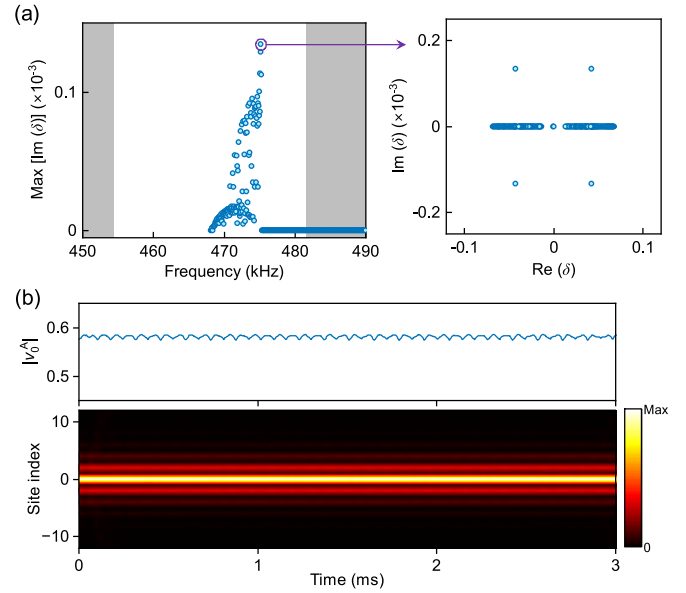 (a)
Max [Im (δ)] (×10⁻³)
0.1
0
450 460 470 480 490
Frequency (kHz)
Im (δ) (×10⁻³)
0.2
0
-0.2
-0.1 0 0.1
Re (δ)
(b)
|v₀ᴬ|
0.6
0.5
Site index
10
0
−10
0 1 2 3
Time (ms)
Max
0